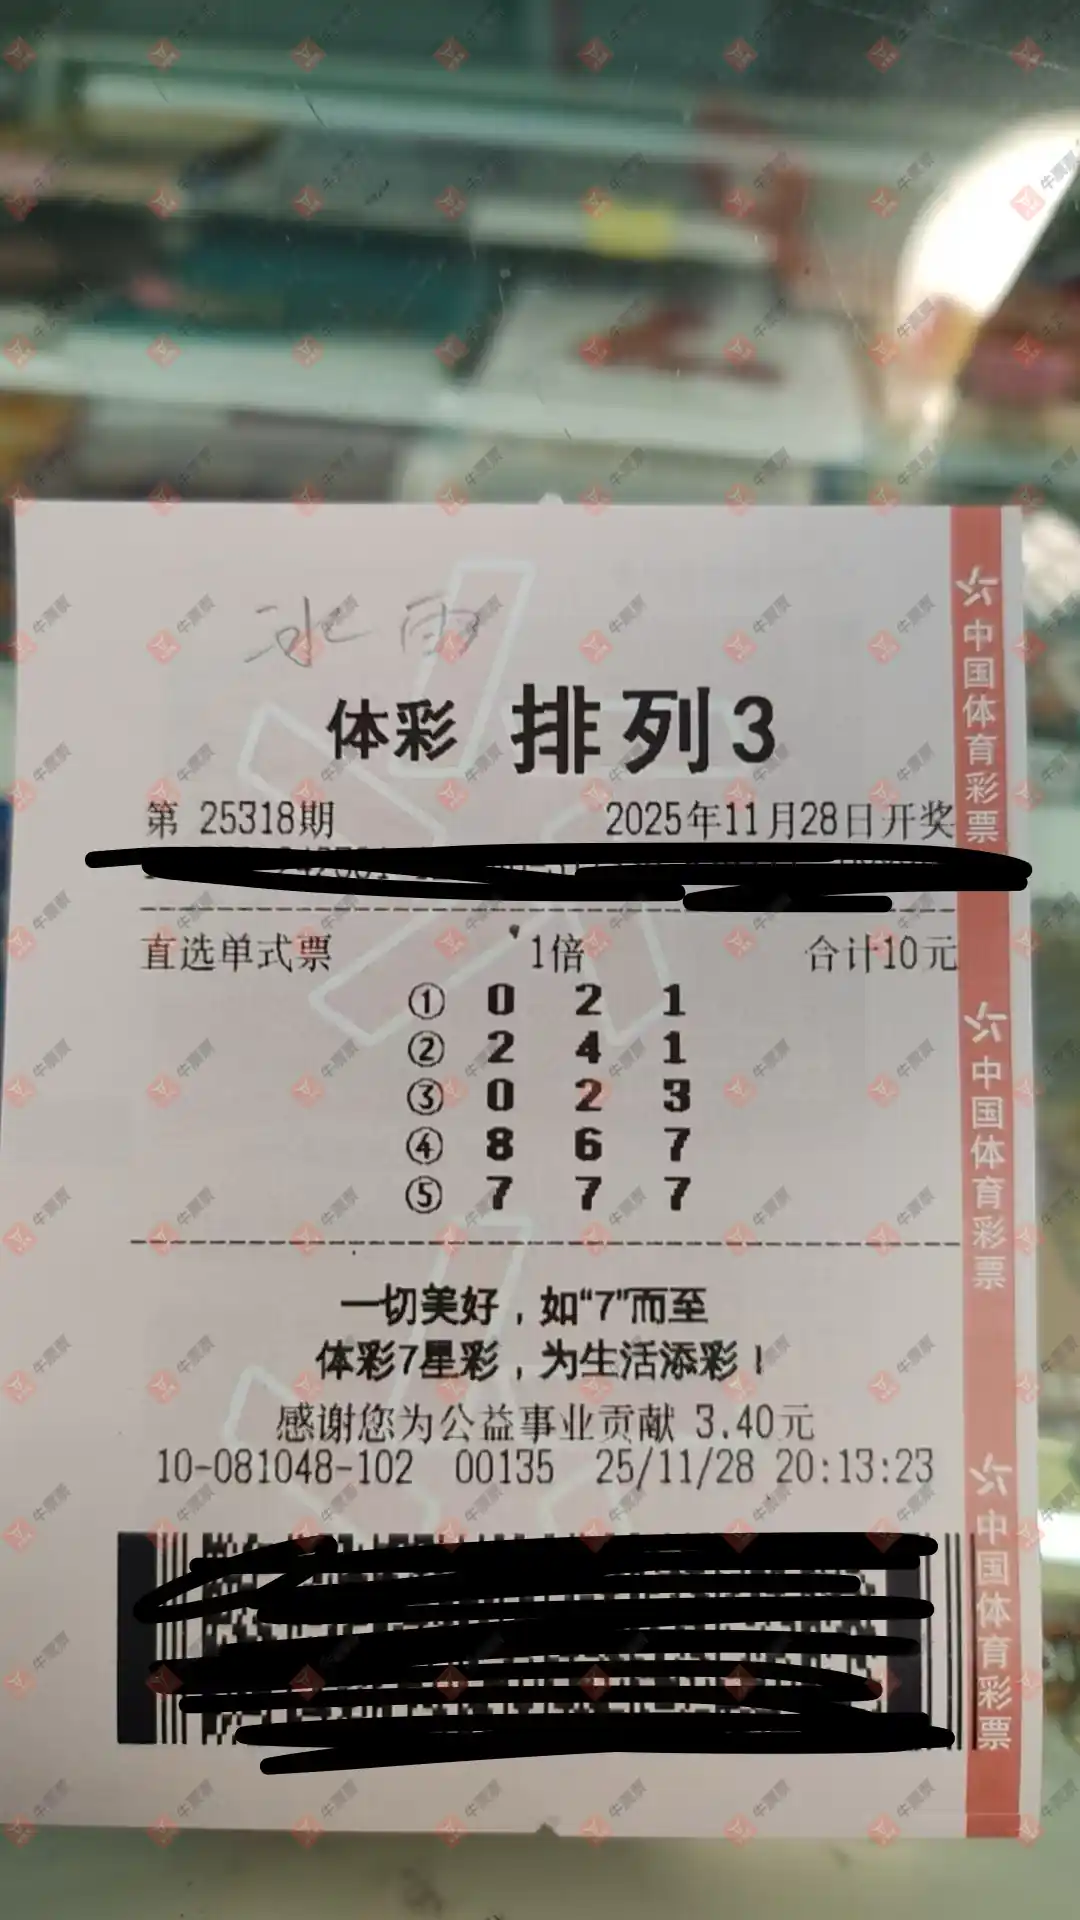 冰雨
体彩 排列3
第 25318期 2025年11月28日开奖
直选单式票 1倍 合计10元
① 0 2 1
② 2 4 1
③ 0 2 3
④ 8 6 7
⑤ 7 7 7
一切美好，如“7”而至
体彩7星彩，为生活添彩！
感谢您为公益事业贡献 3.40元
10-081048-102 00135 25/11/28 20:13:23
中国体育彩票
中国体育彩票
中国体育彩票
牛票票